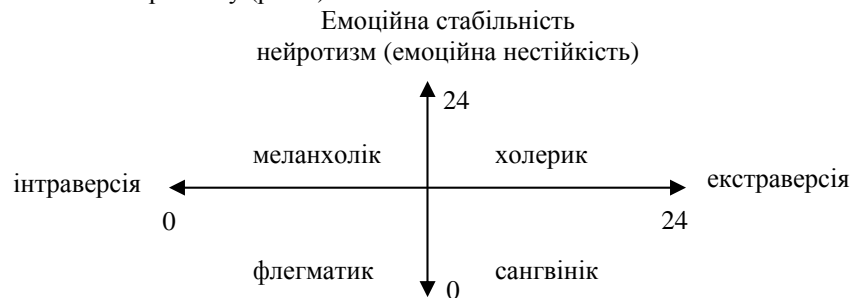 Емоційна стабільність
нейротизм (емоційна нестійкість)
24
меланхолік холерик
інтраверсія екстраверсія
0 24
флегматик сангвінік
0